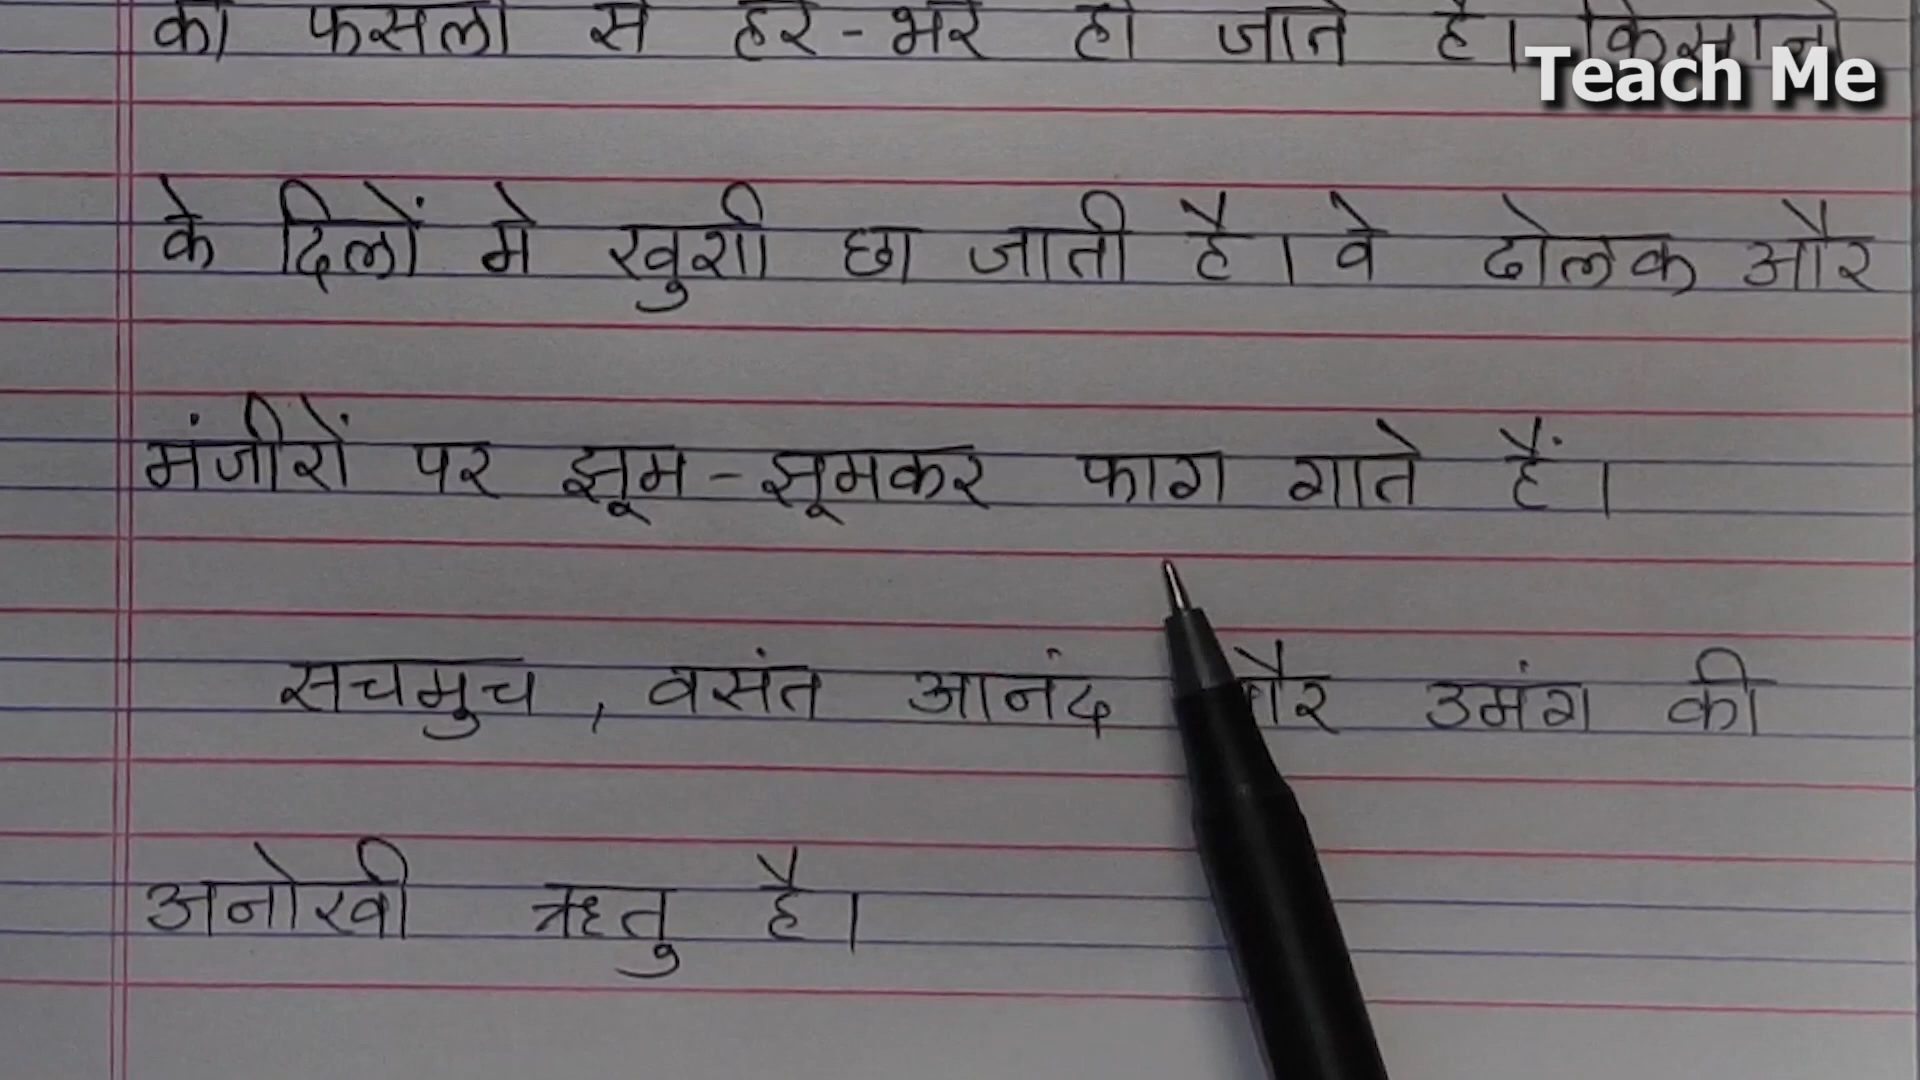 की फसलों से हरे-भरे हो जाते हैं। किसानों
Teach Me
के दिलों मे खुशी छा जाती है। वे ढोलक और
मंजीरों पर झूम-झूमकर फाग गाते हैं।
सचमुच, वसंत आनंद और उमंग की
अनोखी ऋतु है।